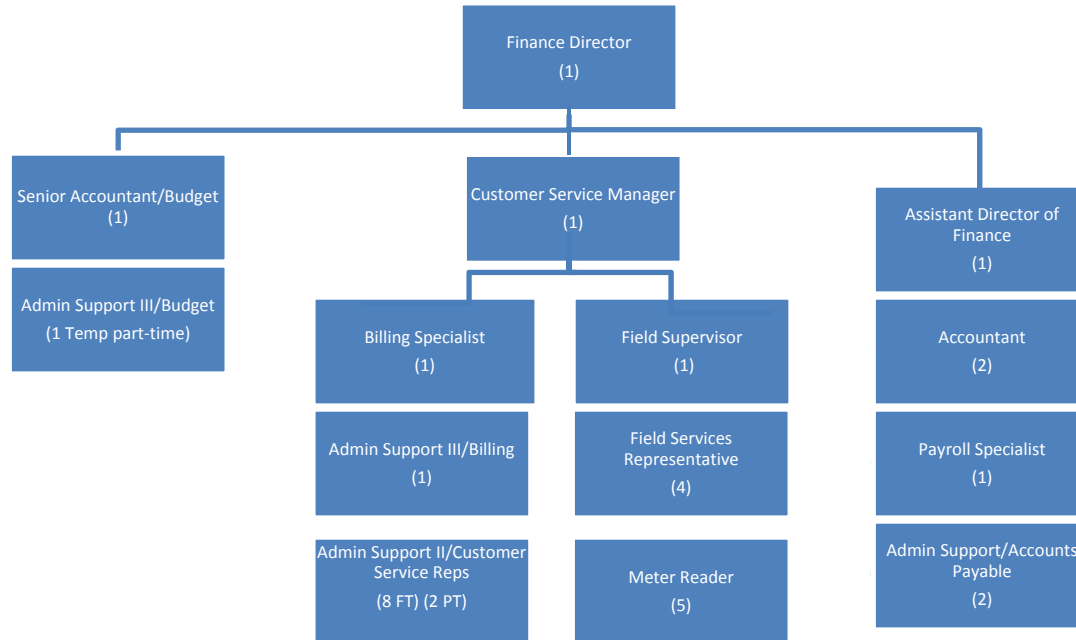 Finance Director
(1)
Senior Accountant/Budget
(1)
Admin Support III/Budget
(1 Temp part-time)
Customer Service Manager
(1)
Billing Specialist
(1)
Admin Support III/Billing
(1)
Admin Support II/Customer
Service Reps
(8 FT) (2 PT)
Field Supervisor
(1)
Field Services
Representative
(4)
Meter Reader
(5)
Assistant Director of
Finance
(1)
Accountant
(2)
Payroll Specialist
(1)
Admin Support/Accounts
Payable
(2)